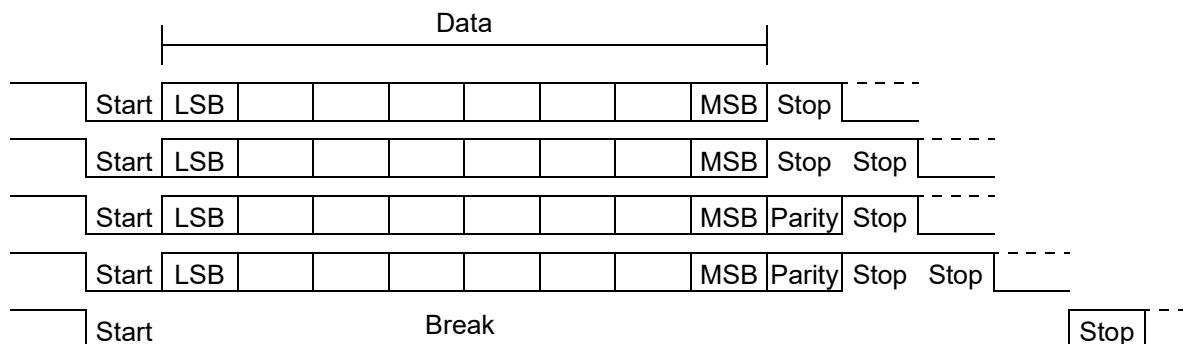 Data
Start LSB MSB Stop
Start LSB MSB Stop Stop
Start LSB MSB Parity Stop
Start LSB MSB Parity Stop Stop
Start Break Stop